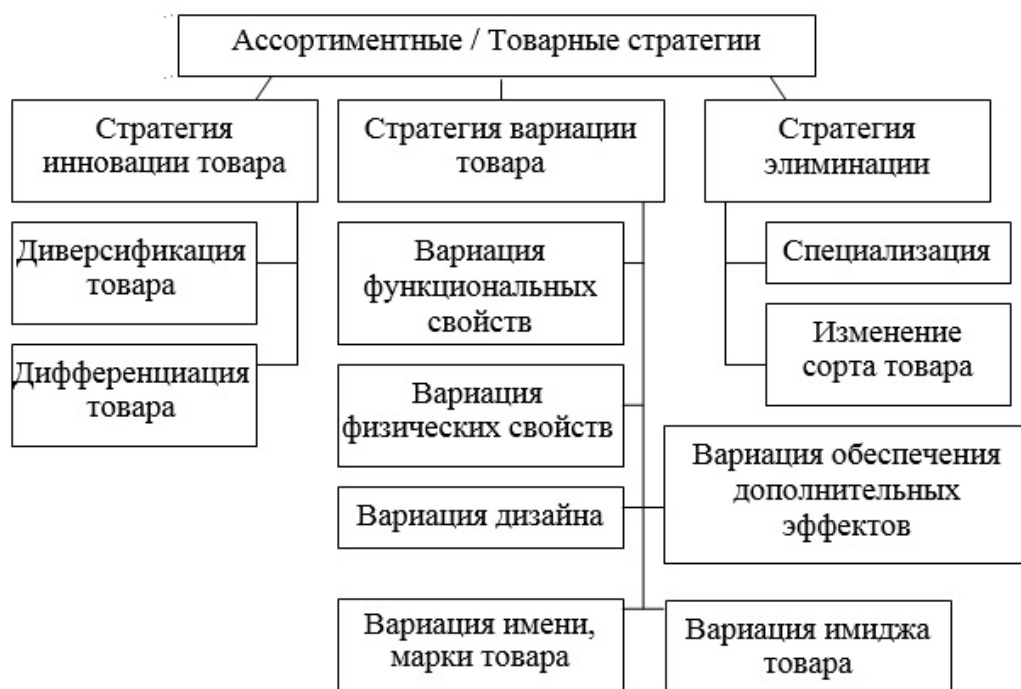 Ассортиментные / Товарные стратегии
Стратегия
инновации товара
Стратегия вариации
товара
Стратегия
элиминации
Диверсификация
товара
Дифференциация
товара
Вариация
функциональных
свойств
Вариация
физических свойств
Вариация дизайна
Вариация имени,
марки товара
Специализация
Изменение
сорта товара
Вариация обеспечения
дополнительных
эффектов
Вариация имиджа
товара